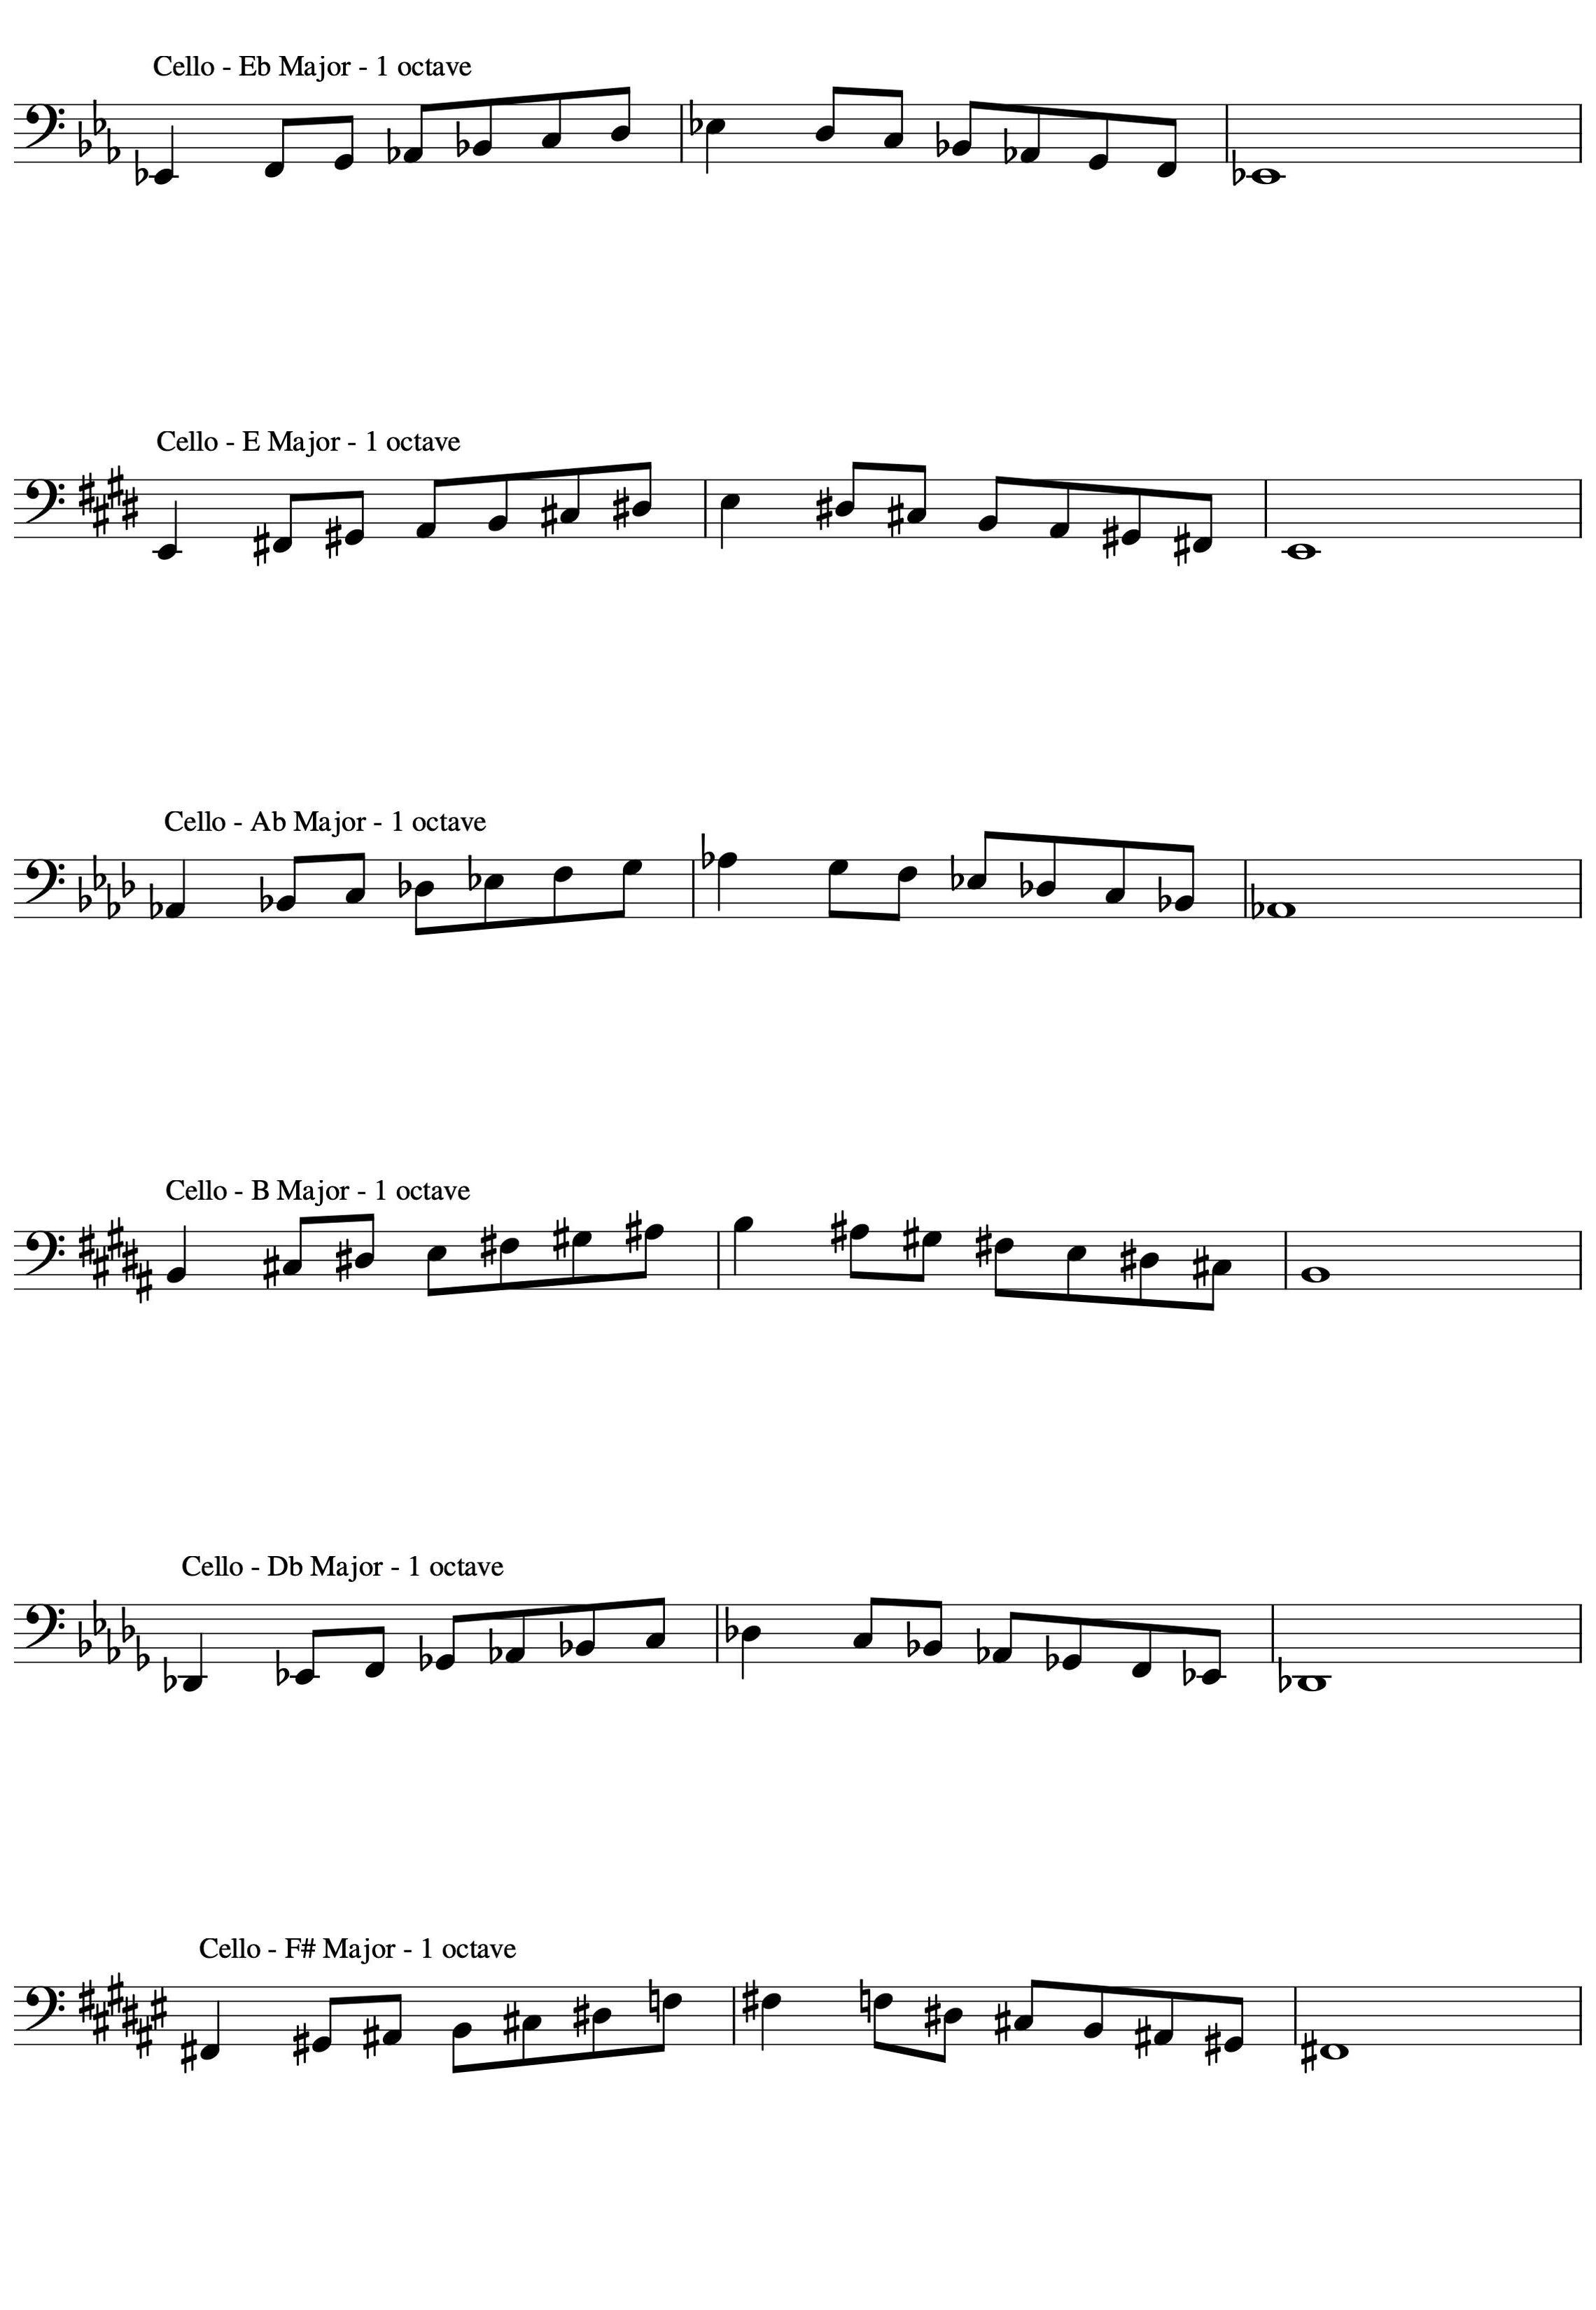 Cello - Eb Major - 1 octave
Cello - E Major - 1 octave
Cello - Ab Major - 1 octave
Cello - B Major - 1 octave
Cello - Db Major - 1 octave
Cello - F# Major - 1 octave